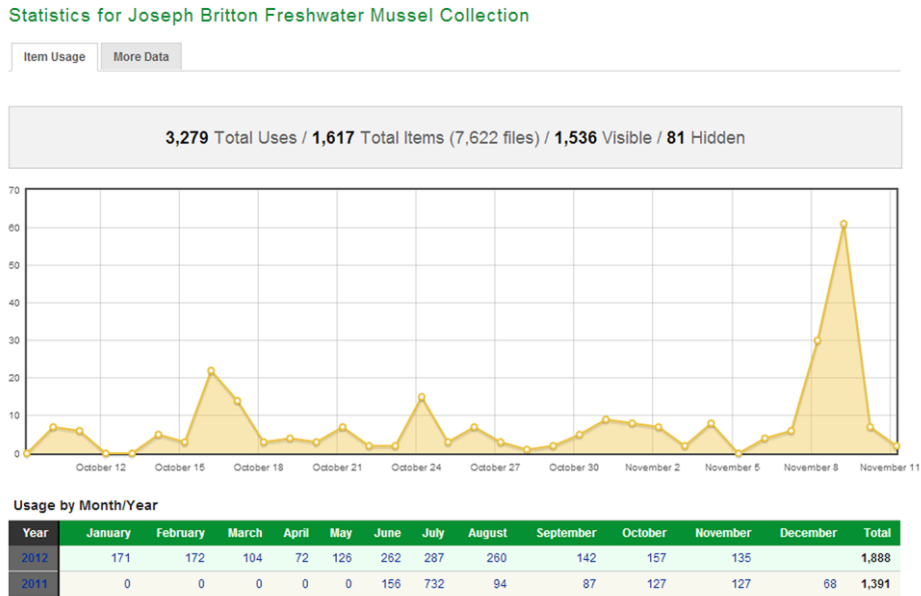 Statistics for Joseph Britton Freshwater Mussel Collection
Item Usage More Data
3,279 Total Uses / 1,617 Total Items (7,622 files) / 1,536 Visible / 81 Hidden
70
60
50
40
30
20
10
0
October 12 October 15 October 18 October 21 October 24 October 27 October 30 November 2 November 5 November 8 November 11
Usage by Month/Year
Year January February March April May June July August September October November December Total
2012 171 172 104 72 126 262 287 260 142 157 135 1,888
2011 0 0 0 0 0 156 732 94 87 127 127 68 1,391